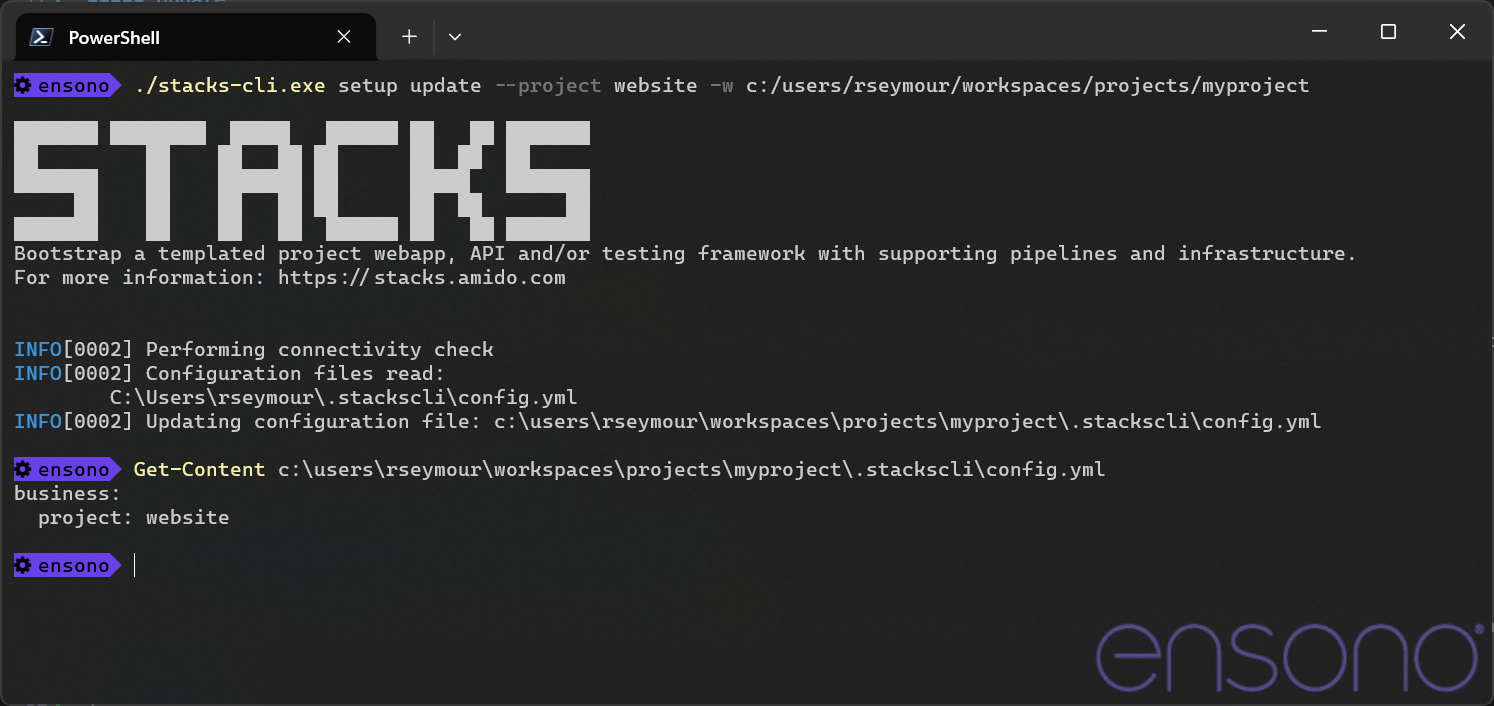 PowerShell
ensono ./stacks-cli.exe setup update --project website -w c:/users/rseymour/workspaces/projects/myproject
STACKS
Bootstrap a templated project webapp, API and/or testing framework with supporting pipelines and infrastructure.
For more information: https://stacks.amido.com
INFO[0002] Performing connectivity check
INFO[0002] Configuration files read:
C:\Users\rseymour\.stackscli\config.yml
INFO[0002] Updating configuration file: c:\users\rseymour\workspaces\projects\myproject\.stackscli\config.yml
ensono Get-Content c:\users\rseymour\workspaces\projects\myproject\.stackscli\config.yml
business:
  project: website
ensono
ensono®